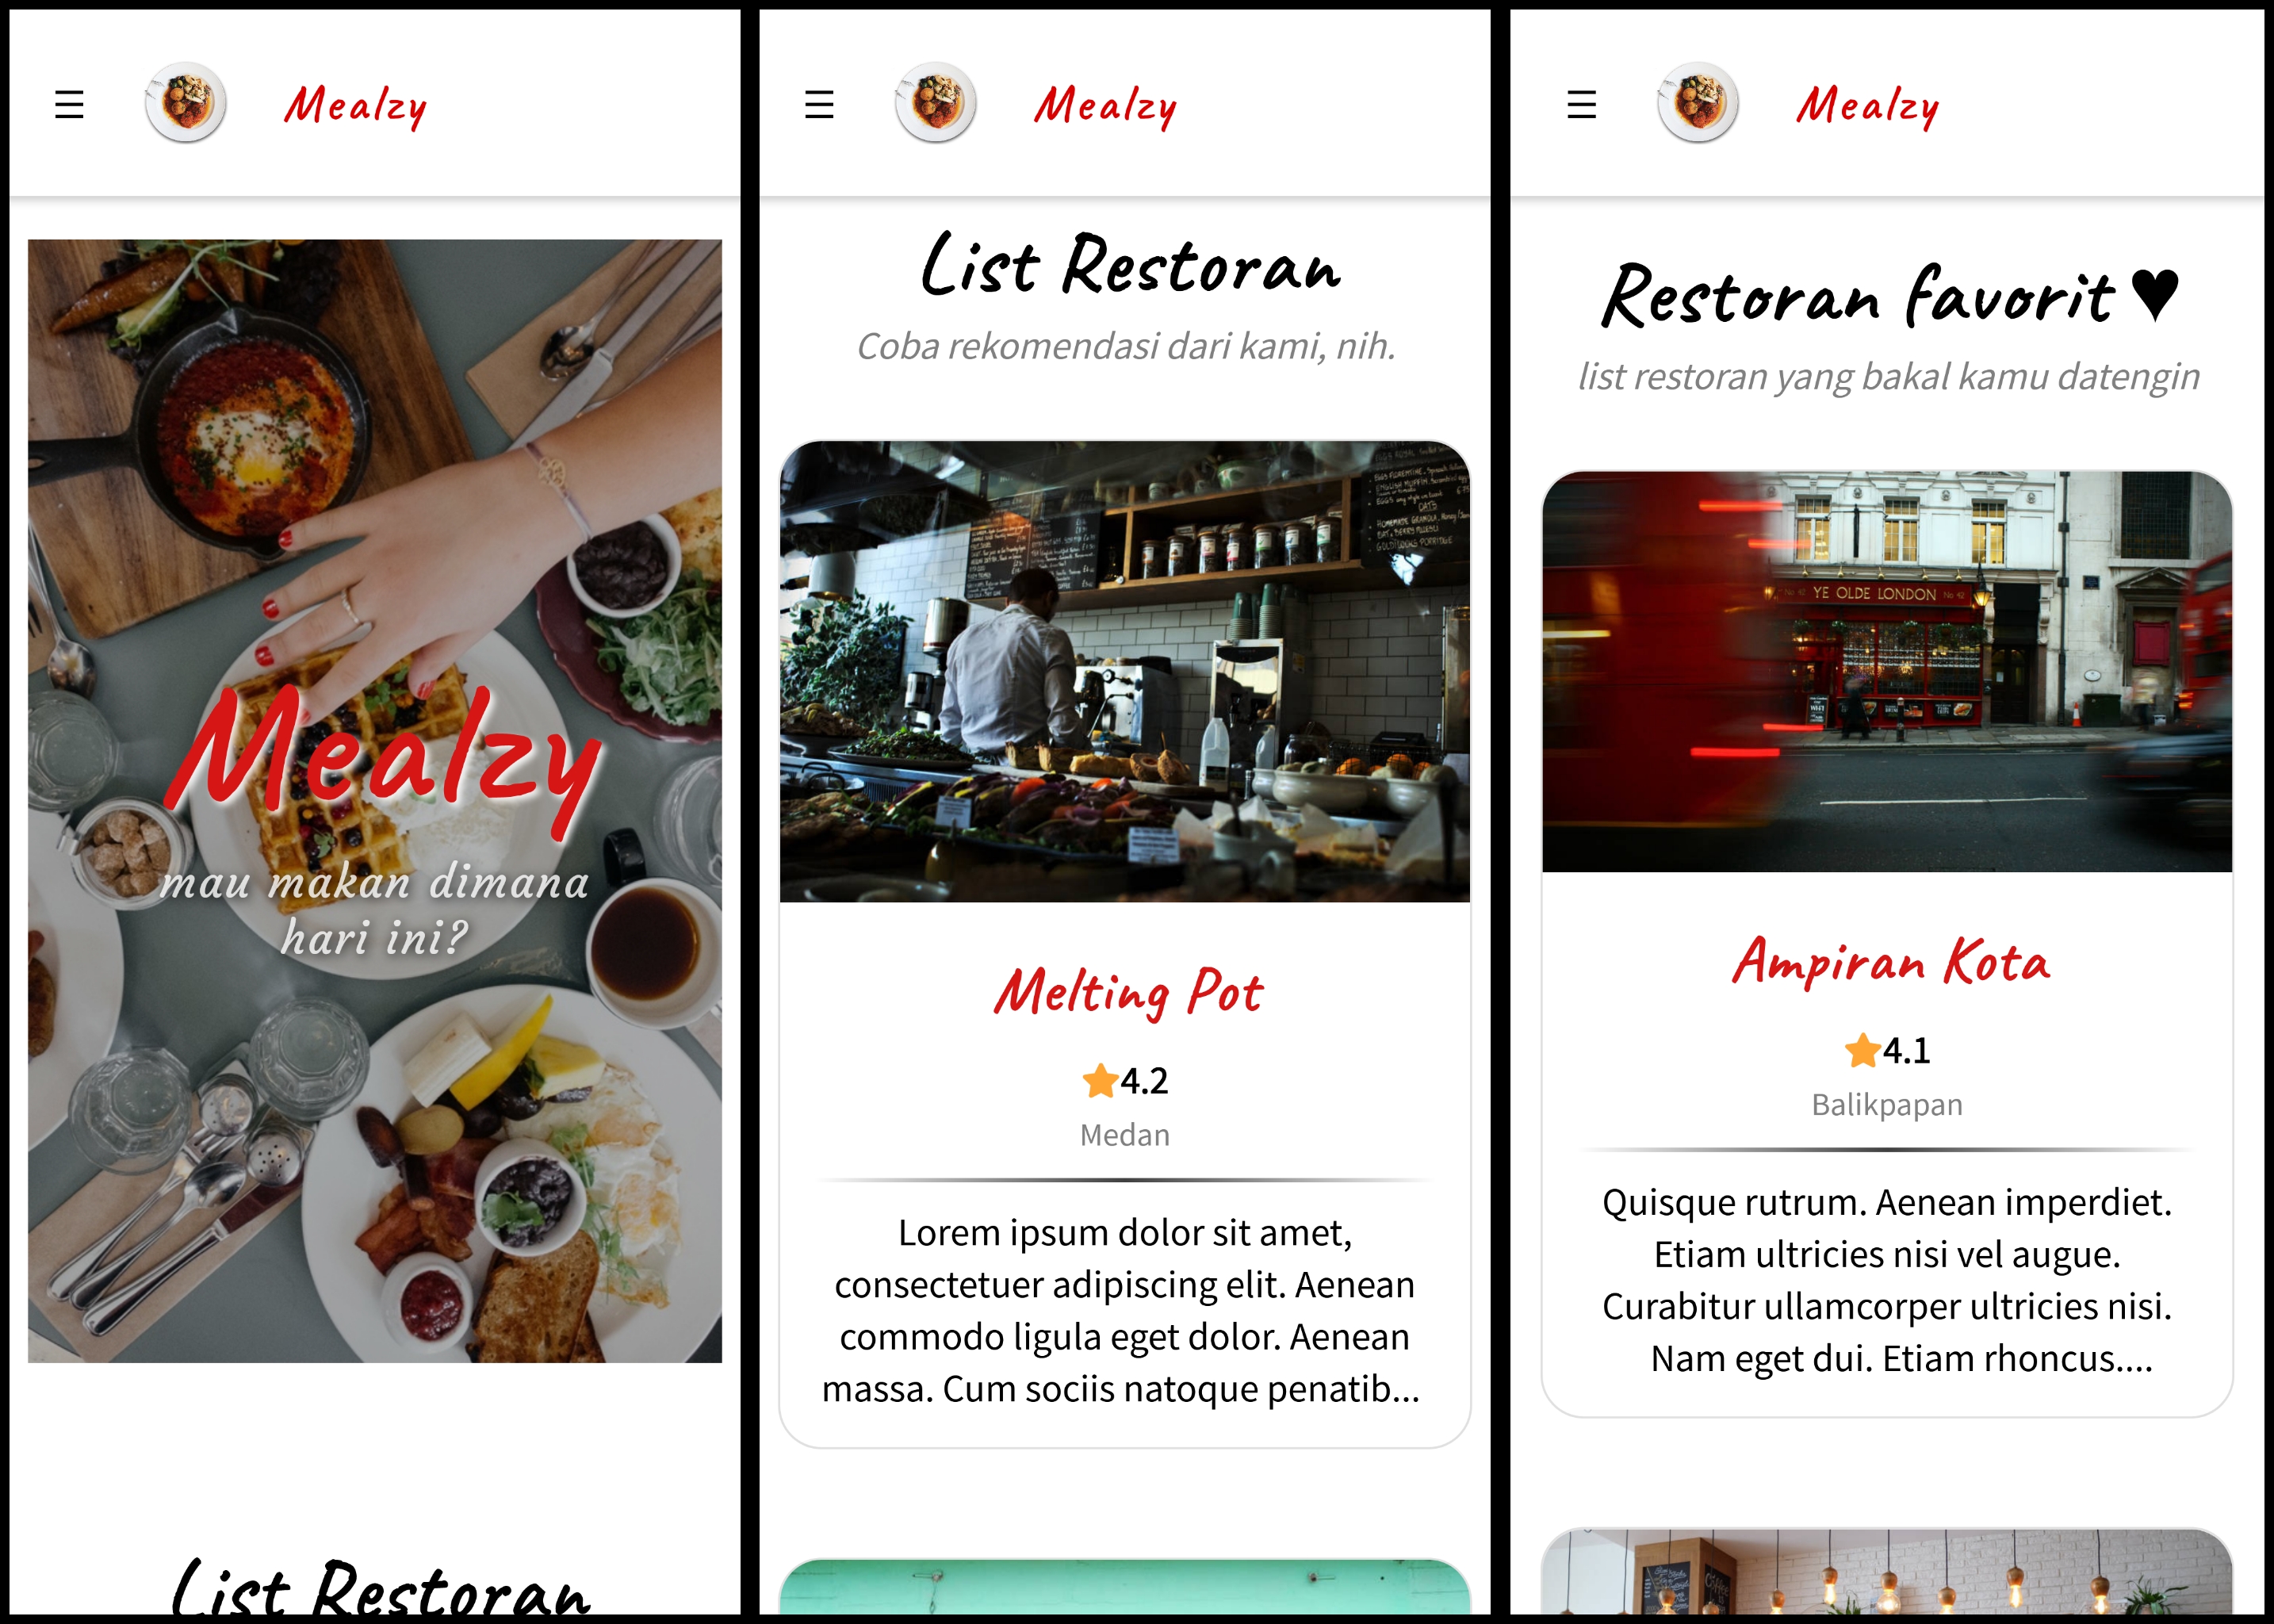 ☰ Mealzy
Mealzy
mau makan dimana
hari ini?
List Restoran
☰ Mealzy
List Restoran
Coba rekomendasi dari kami, nih.
Melting Pot
4.2
Medan
Lorem ipsum dolor sit amet,
consectetuer adipiscing elit. Aenean
commodo ligula eget dolor. Aenean
massa. Cum sociis natoque penatib...
☰ Mealzy
Restoran favorit ♥
list restoran yang bakal kamu datengin
YE OLDE LONDON
Ampiran Kota
4.1
Balikpapan
Quisque rutrum. Aenean imperdiet.
Etiam ultricies nisi vel augue.
Curabitur ullamcorper ultricies nisi.
Nam eget dui. Etiam rhoncus....